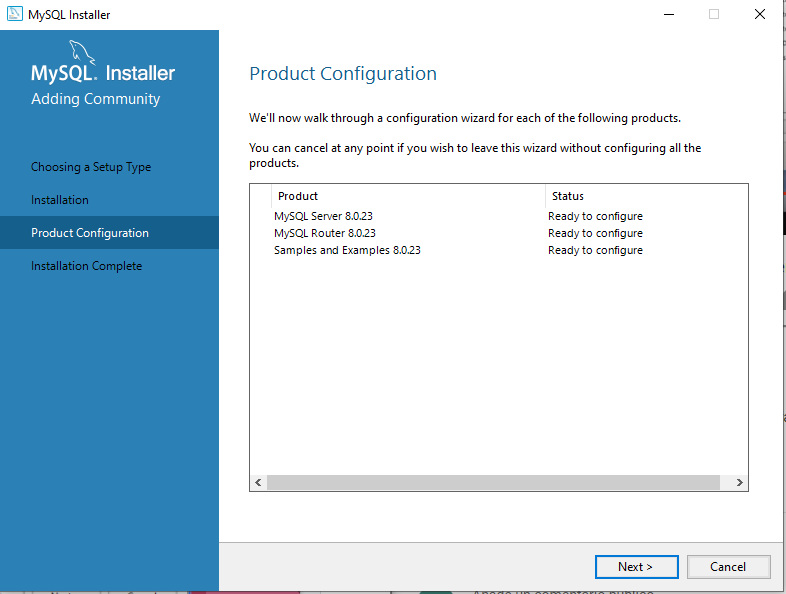 MySQL Installer
MySQL. Installer
Adding Community
Choosing a Setup Type
Installation
Product Configuration
Installation Complete
Product Configuration
We'll now walk through a configuration wizard for each of the following products.
You can cancel at any point if you wish to leave this wizard without configuring all the
products.
Product Status
MySQL Server 8.0.23 Ready to configure
MySQL Router 8.0.23 Ready to configure
Samples and Examples 8.0.23 Ready to configure
Next >
Cancel